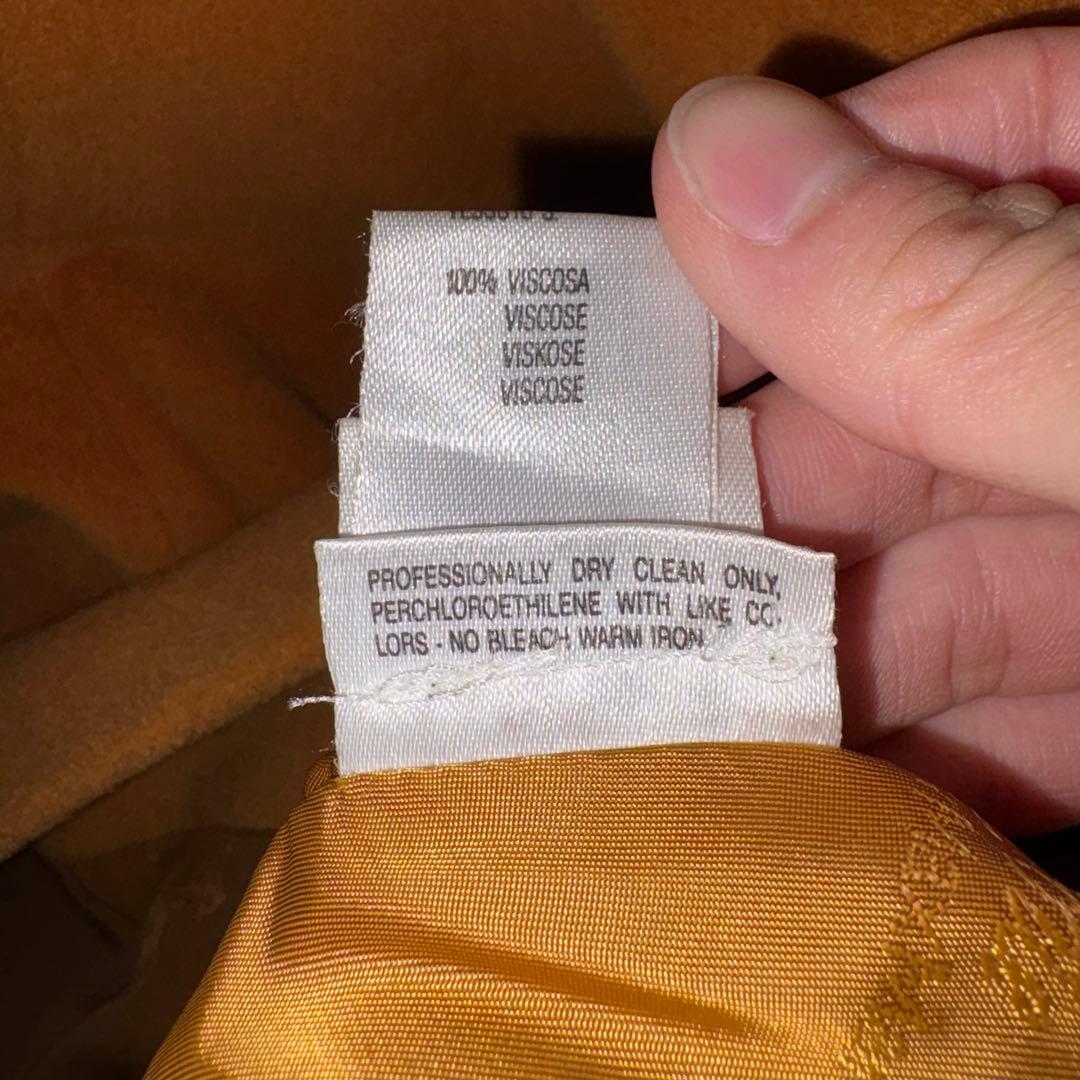 100% VISCOSA
VISCOSE
VISKOSE
VISCOSE
PROFESSIONALLY DRY CLEAN ONLY,
PERCHLOROETHILENE WITH LIKE CO-
LORS - NO BLEACH WARM IRON